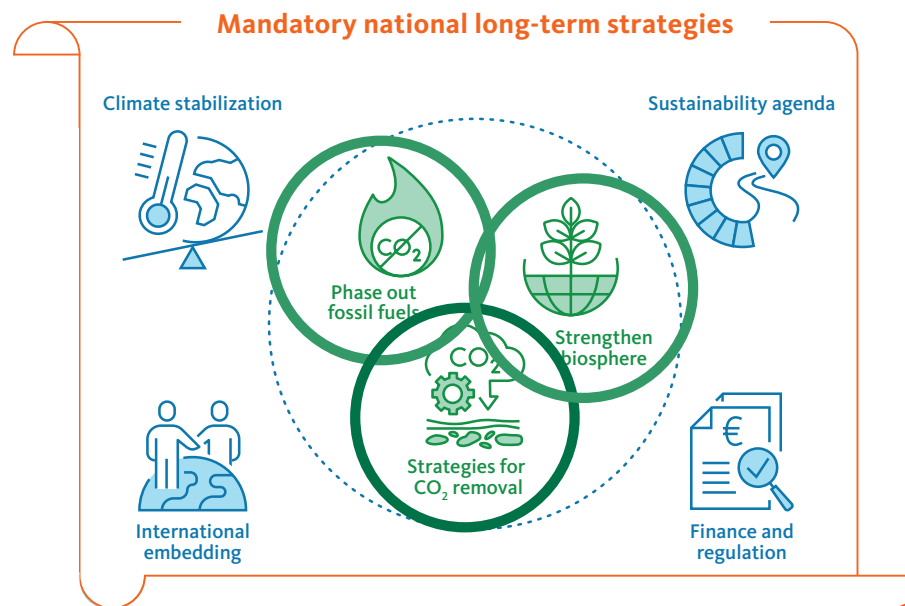 Mandatory national long-term strategies
Climate stabilization
Sustainability agenda
CO₂
Phase out
fossil fuels
Strengthen
biosphere
CO₂
Strategies for
CO₂ removal
€
International
embedding
Finance and
regulation